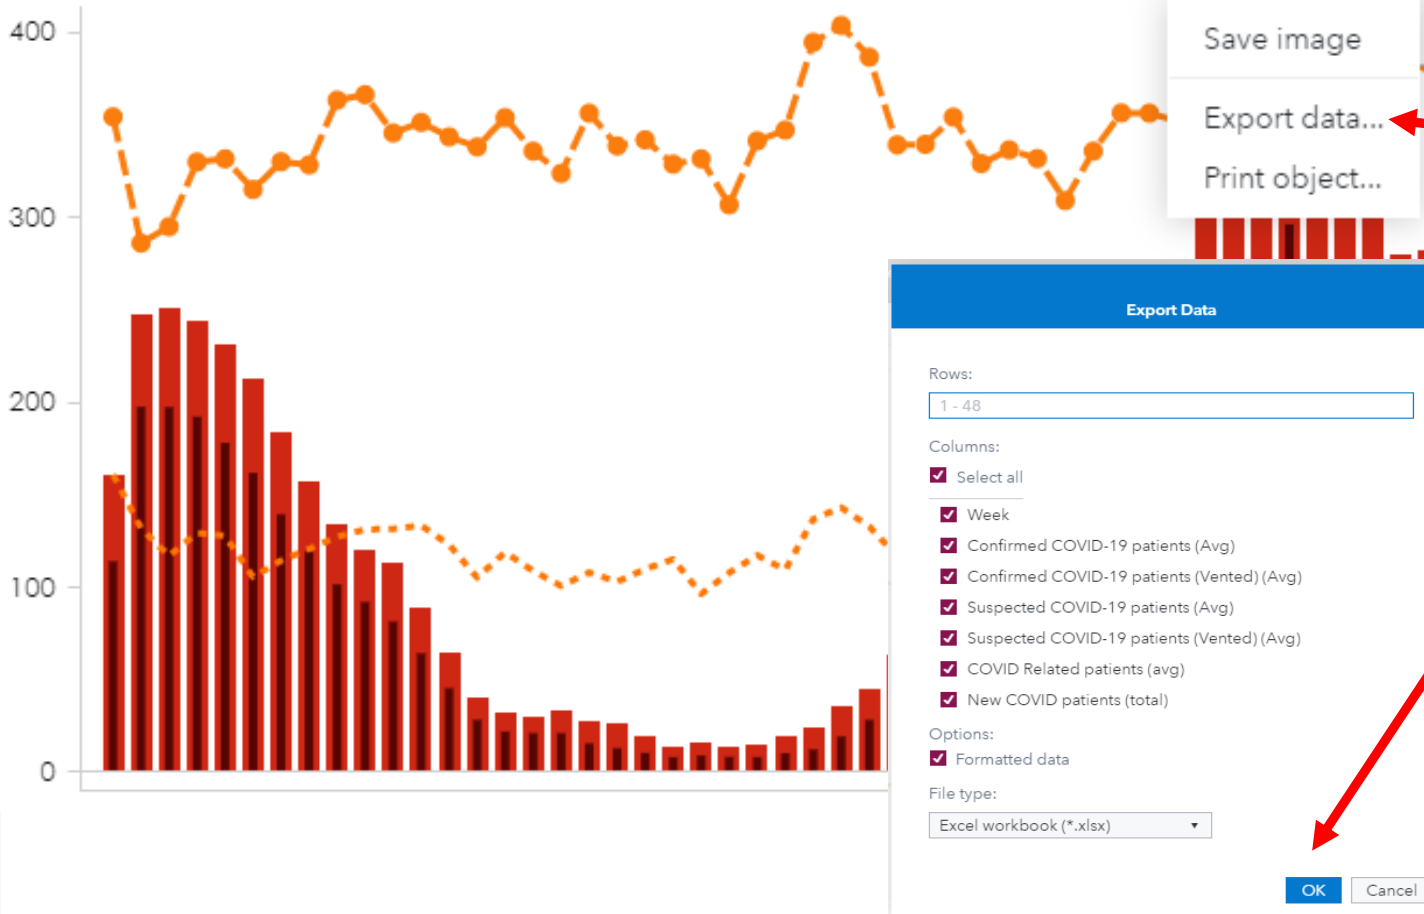 400
300
200
100
0
Save image
Export data...
Print object...
Export Data
Rows:
1 - 48
Columns:
Select all
Week
Confirmed COVID-19 patients (Avg)
Confirmed COVID-19 patients (Vented) (Avg)
Suspected COVID-19 patients (Avg)
Suspected COVID-19 patients (Vented) (Avg)
COVID Related patients (avg)
New COVID patients (total)
Options:
Formatted data
File type:
Excel workbook (*.xlsx)
OK Cancel